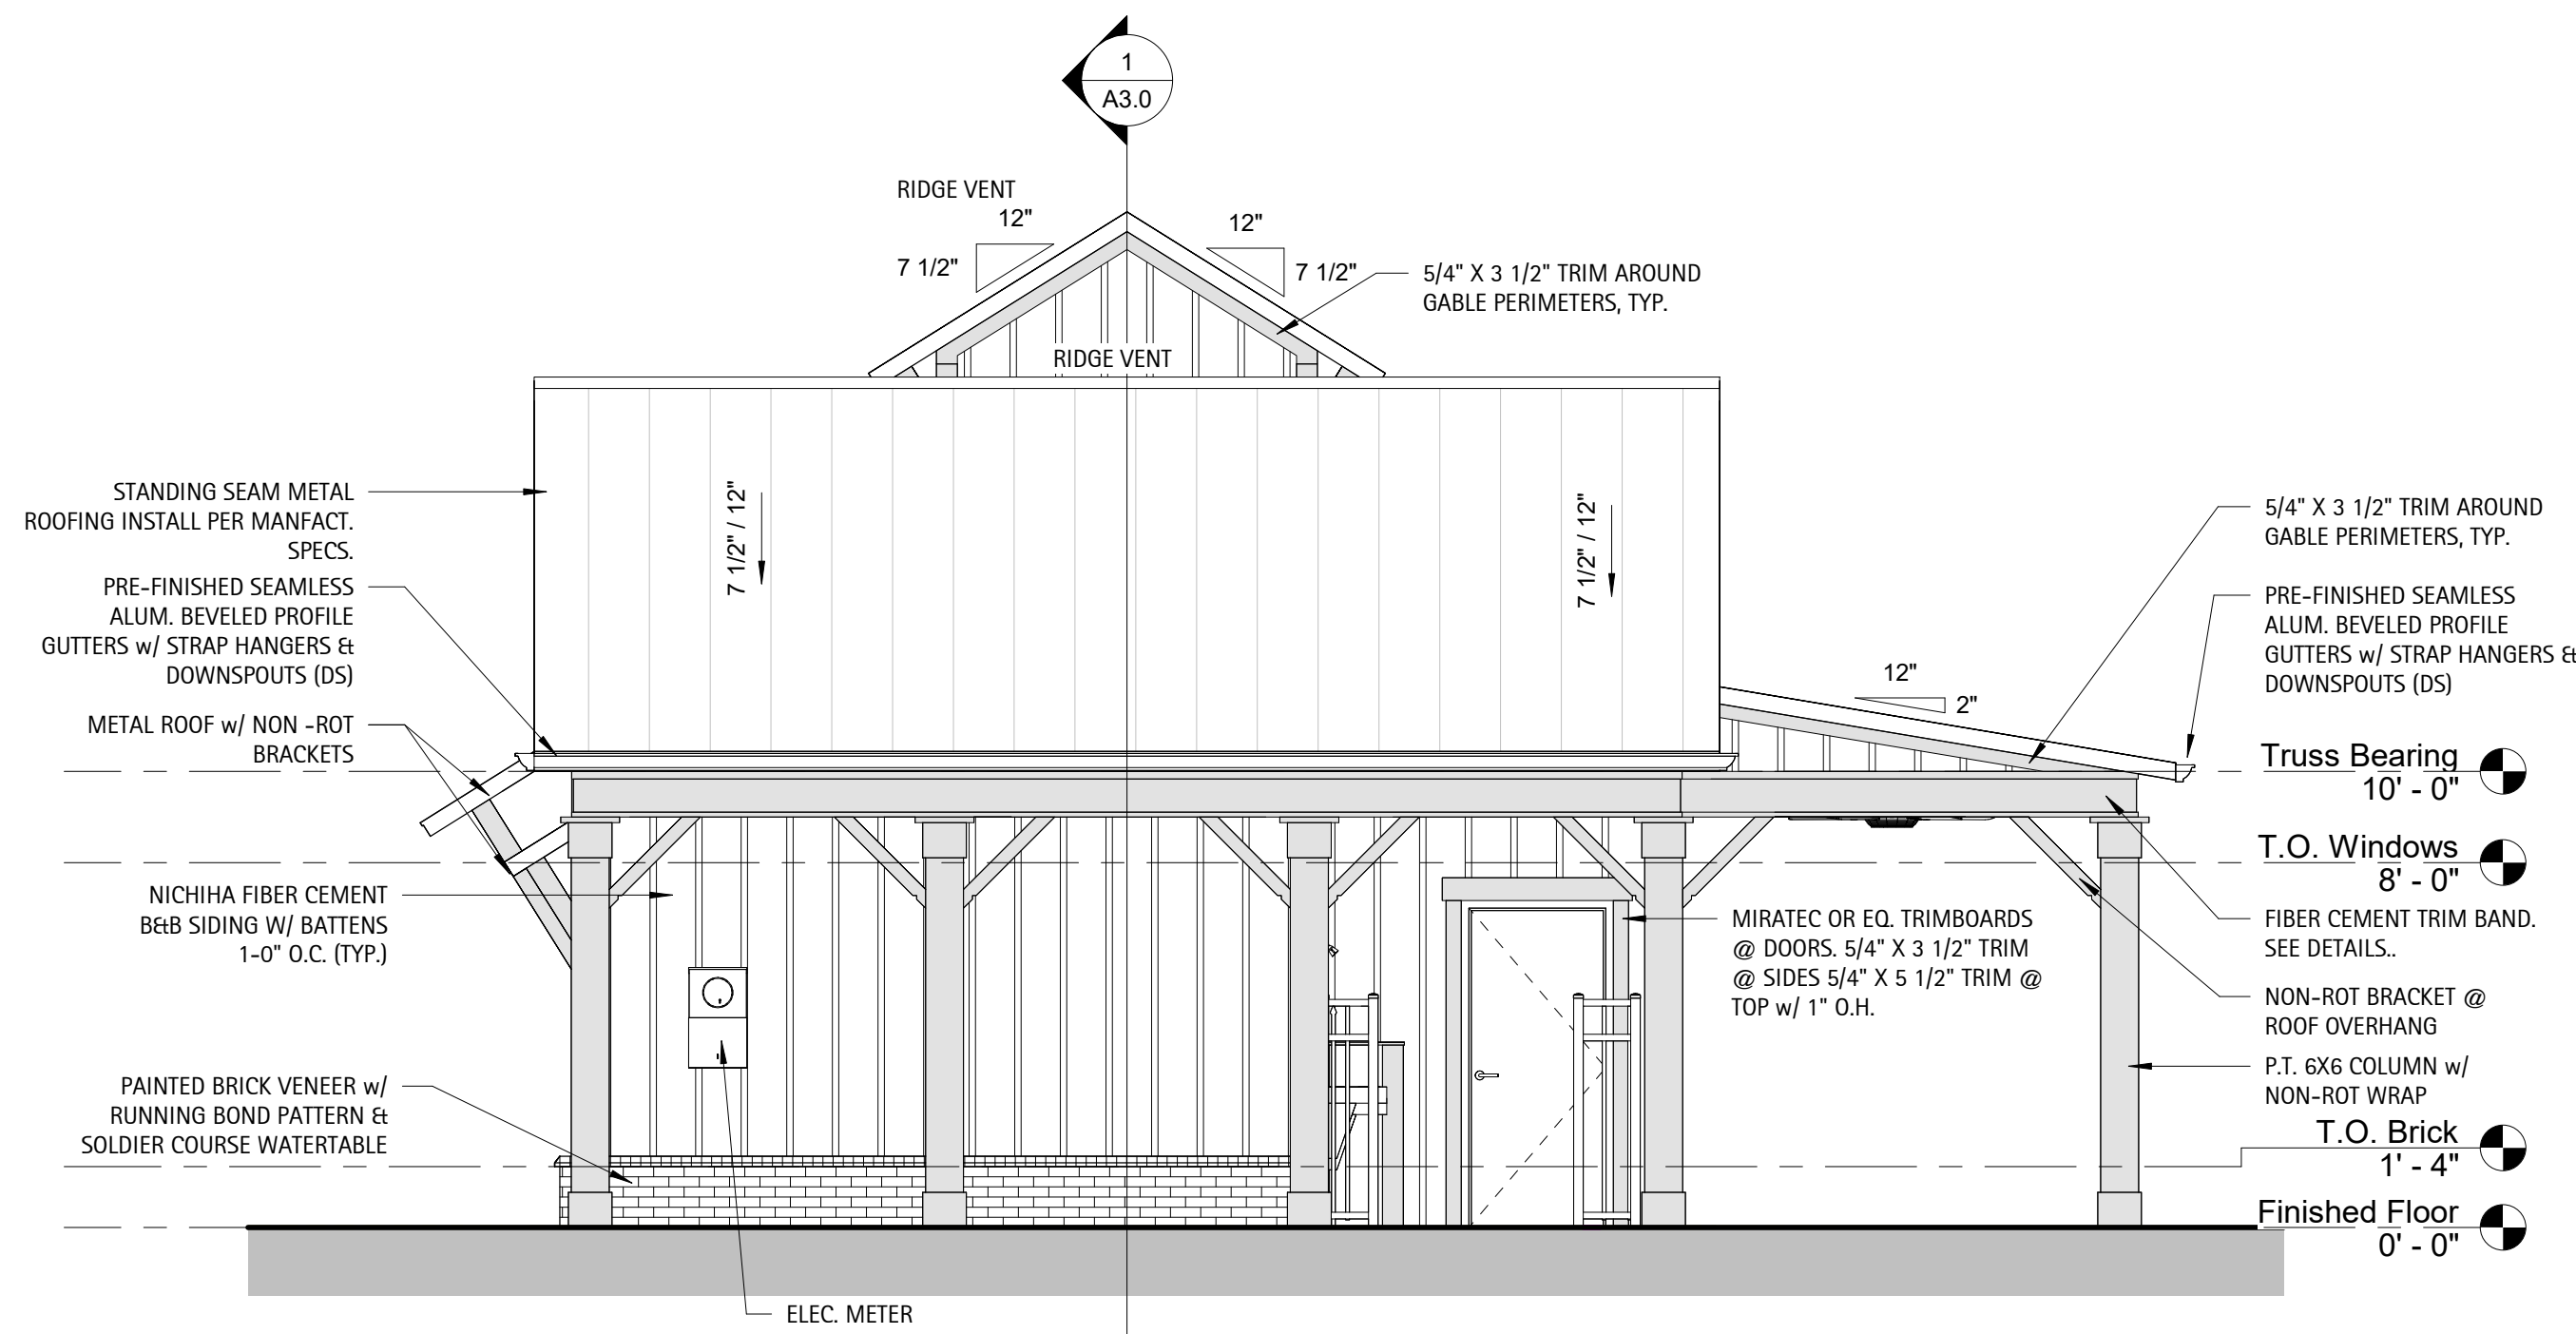 1
A3.0
RIDGE VENT
12"
7 1/2"
12"
7 1/2"
5/4" X 3 1/2" TRIM AROUND
GABLE PERIMETERS, TYP.
RIDGE VENT
STANDING SEAM METAL
ROOFING INSTALL PER MANFACT.
SPECS.
PRE-FINISHED SEAMLESS
ALUM. BEVELED PROFILE
GUTTERS w/ STRAP HANGERS &
DOWNSPOUTS (DS)
METAL ROOF w/ NON -ROT
BRACKETS
NICHIHA FIBER CEMENT
B&B SIDING W/ BATTENS
1-0" O.C. (TYP.)
PAINTED BRICK VENEER w/
RUNNING BOND PATTERN &
SOLDIER COURSE WATERTABLE
7 1/2" / 12"
7 1/2" / 12"
12"
2"
MIRATEC OR EQ. TRIMBOARDS
@ DOORS. 5/4" X 3 1/2" TRIM
@ SIDES 5/4" X 5 1/2" TRIM @
TOP w/ 1" O.H.
ELEC. METER
5/4" X 3 1/2" TRIM AROUND
GABLE PERIMETERS, TYP.
PRE-FINISHED SEAMLESS
ALUM. BEVELED PROFILE
GUTTERS w/ STRAP HANGERS &
DOWNSPOUTS (DS)
Truss Bearing
10' - 0"
T.O. Windows
8' - 0"
FIBER CEMENT TRIM BAND.
SEE DETAILS..
NON-ROT BRACKET @
ROOF OVERHANG
P.T. 6X6 COLUMN w/
NON-ROT WRAP
T.O. Brick
1' - 4"
Finished Floor
0' - 0"